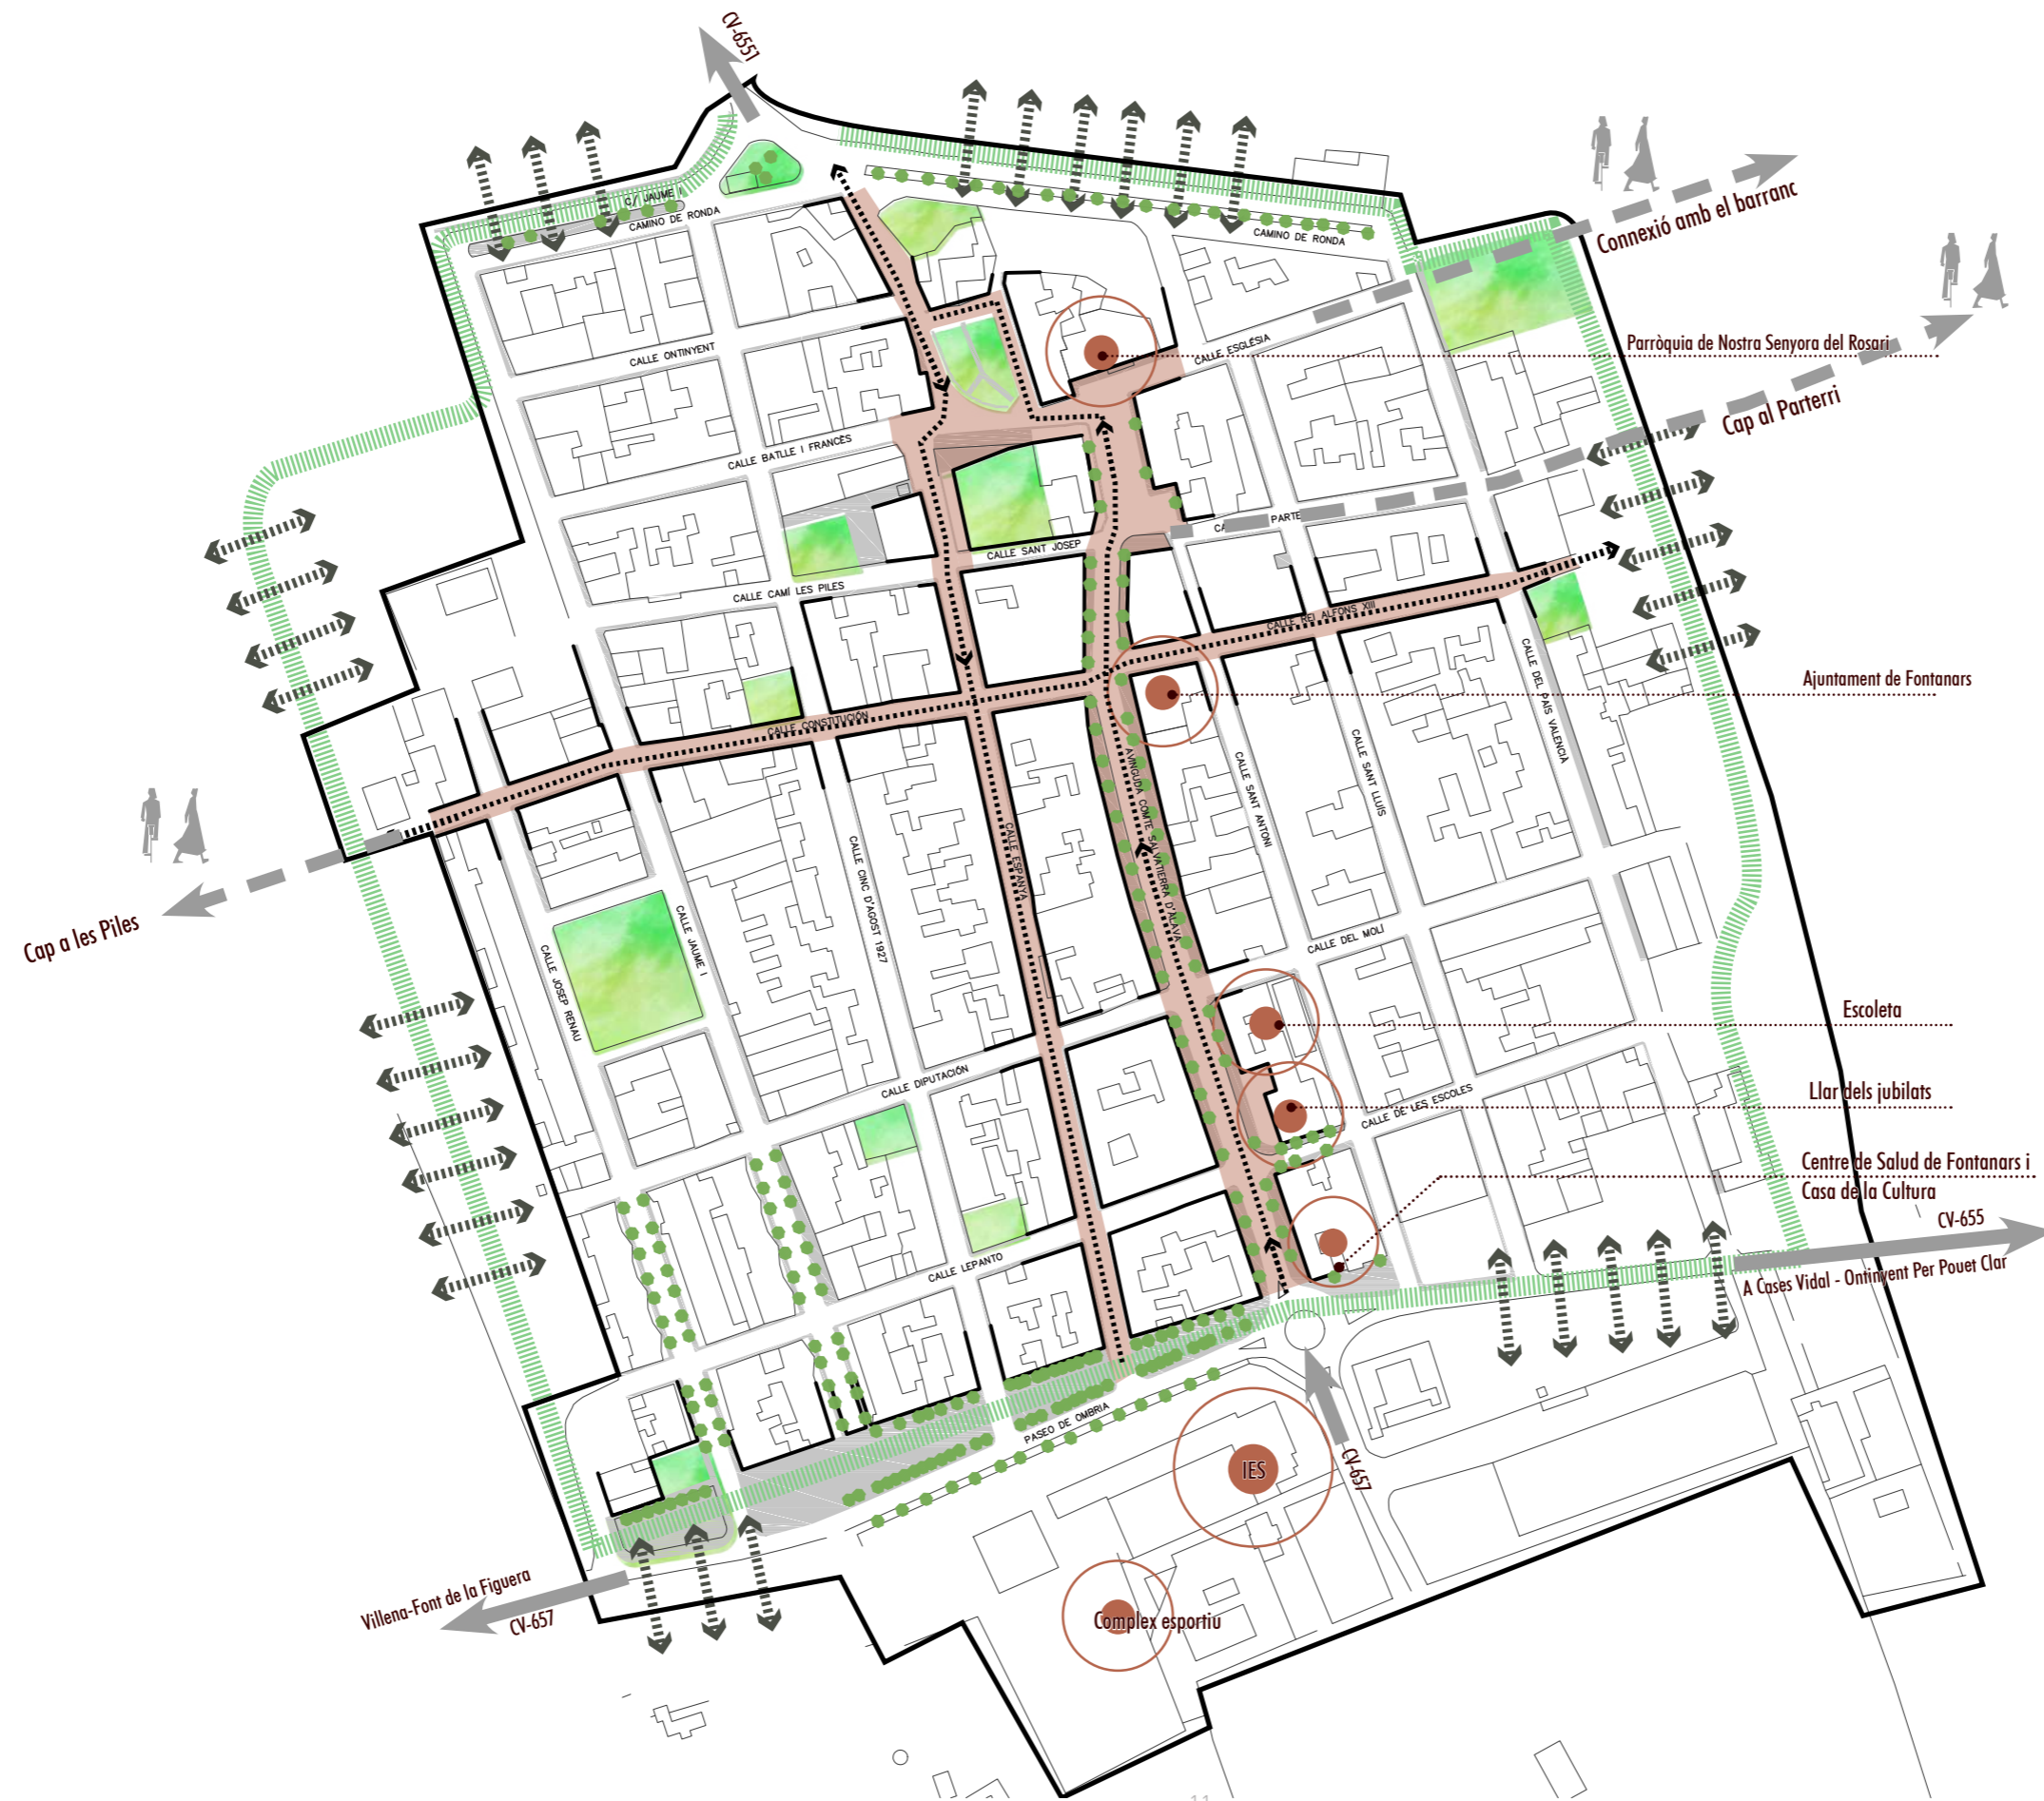 CV-6551
C/ JAUME I
CAMINO DE RONDA
CAMINO DE RONDA
Connexió amb el barranc
CALLE ONTINYENT
CALLE ESGLÉSIA
Parròquia de Nostra Senyora del Rosari
Cap al Parterri
CALLE BATLLE I FRANCÉS
CALLE SANT JOSEP
CALLE CAMÍ LES PILES
CALLE REI ALFONS XIII
CALLE DEL PAÍS VALENCIÀ
Ajuntament de Fontanars
CALLE CONSTITUCIÓN
CALLE SANT ANTONI
CALLE SANT LLUÍS
AVINGUDA COMTE SALVATIERRA D'ÀLAVA
CALLE ESPANYA
CALLE CINC D'AGOST 1927
CALLE JAUME I
CALLE JOSEP RENAU
Cap a les Piles
CALLE DEL MOLÍ
Escoleta
CALLE DIPUTACIÓN
CALLE DE LES ESCOLES
Llar dels jubilats
Centre de Salud de Fontanars i
Casa de la Cultura
CV-655
A Cases Vidal - Ontinyent Per Pouet Clar
CALLE LEPANTO
PASEO DE OMBRIA
IES
CV-657
Villena-Font de la Figuera
CV-657
Complex esportiu